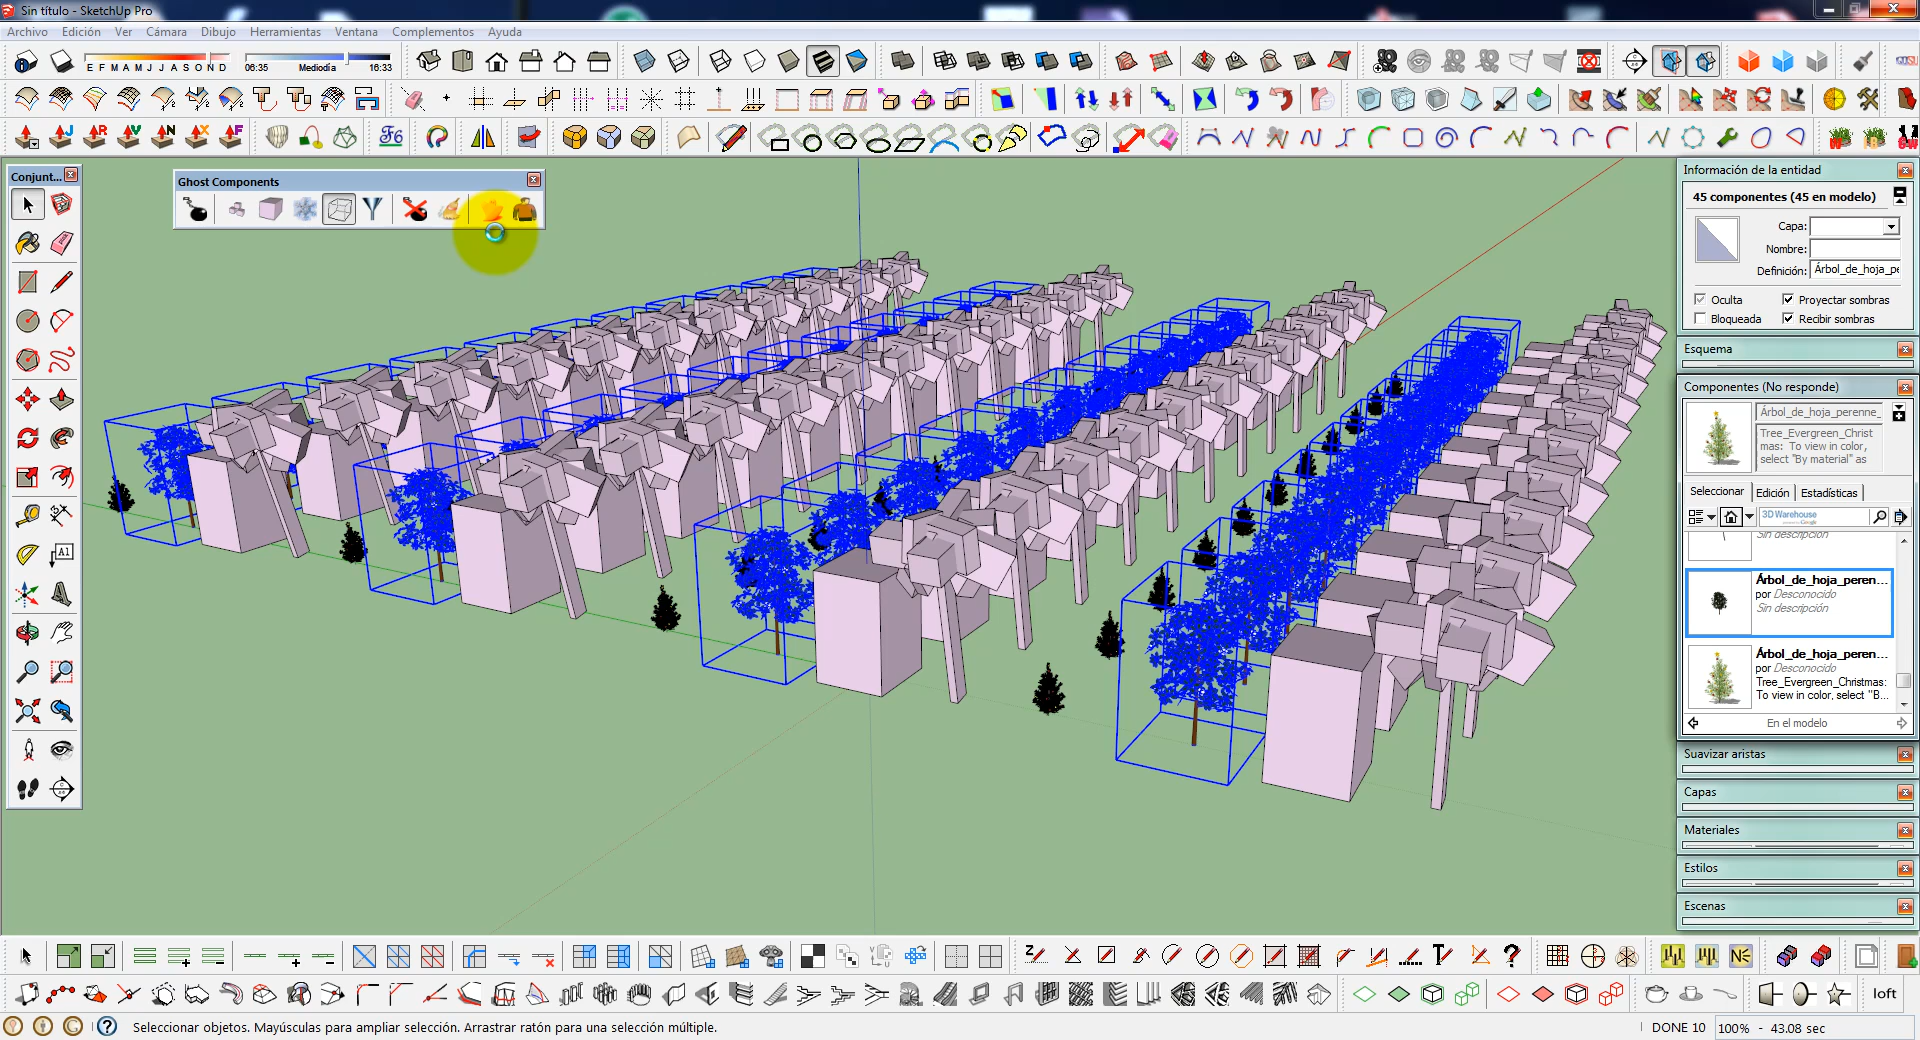 Sin título - SketchUp Pro
Archivo Edición Ver Cámara Dibujo Herramientas Ventana Complementos Ayuda
E F M A M J J A S O N D 06:35 Mediodía 16:33
J R V N X F
F6
Conjunt...
Ghost Components
A1
Información de la entidad
45 componentes (45 en modelo)
Capa:
Nombre:
Definición: Árbol_de_hoja_pe
Oculta Proyectar sombras
Bloqueada Recibir sombras
Esquema
Componentes (No responde)
Árbol_de_hoja_perenne_
Tree_Evergreen_Christ
mas: To view in color,
select "By material" as
Seleccionar Edición Estadísticas
3D Warehouse
Sin descripción
Árbol_de_hoja_peren...
por Desconocido
Sin descripción
Árbol_de_hoja_peren...
por Desconocido
Tree_Evergreen_Christmas:
To view in color, select "B...
En el modelo
Suavizar aristas
Capas
Materiales
Estilos
Escenas
loft
Seleccionar objetos. Mayúsculas para ampliar selección. Arrastrar ratón para una selección múltiple.
DONE 10 100% - 43.08 sec